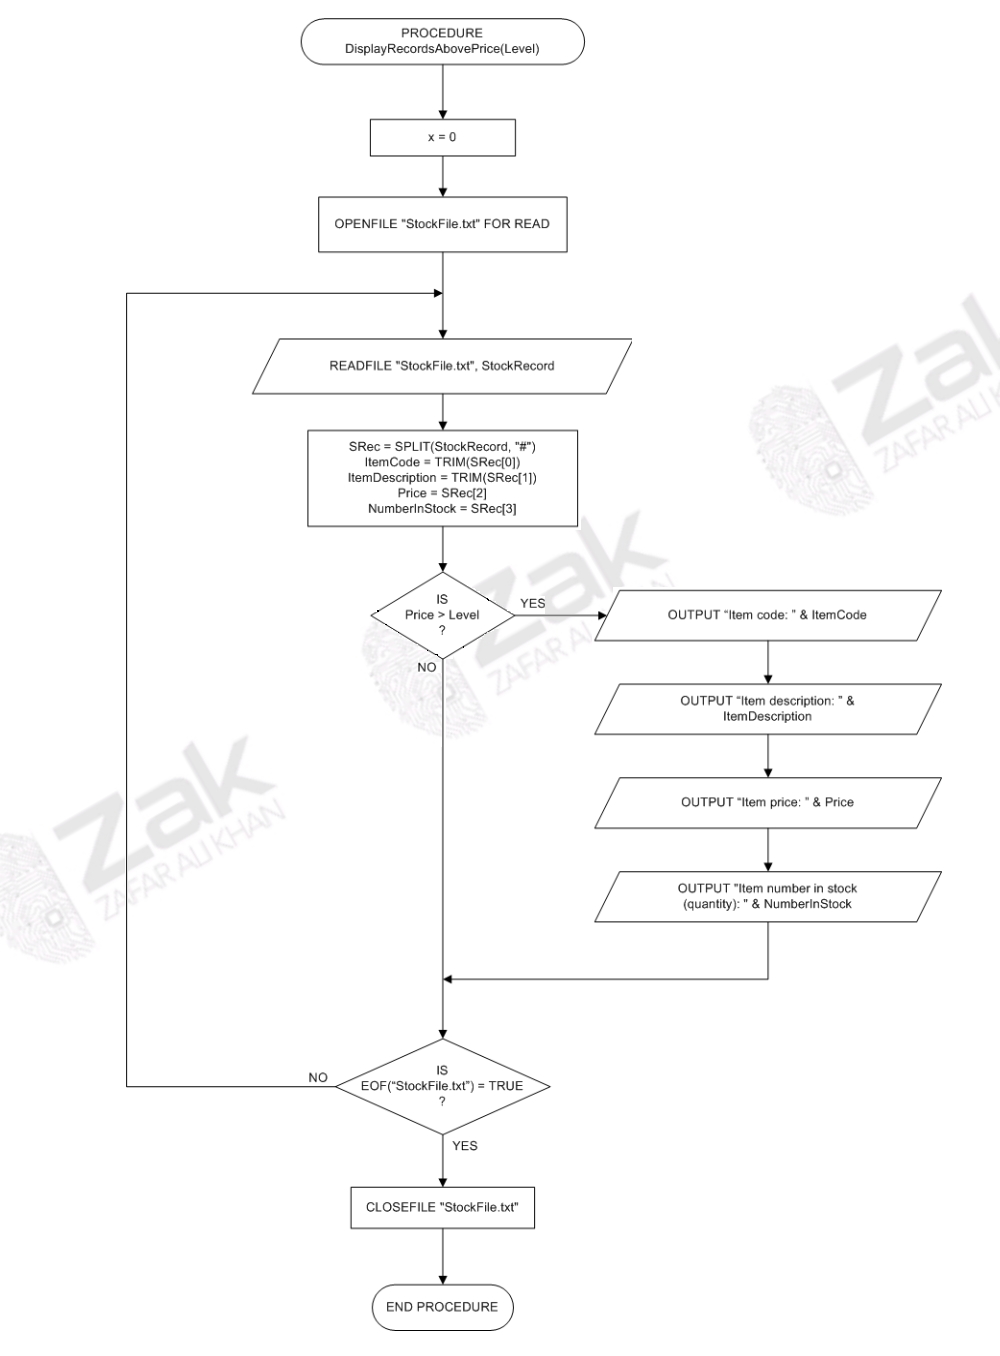 PROCEDURE
DisplayRecordsAbovePrice(Level)
x = 0
OPENFILE "StockFile.txt" FOR READ
READFILE "StockFile.txt", StockRecord
SRec = SPLIT(StockRecord, "#")
ItemCode = TRIM(SRec[0])
ItemDescription = TRIM(SRec[1])
Price = SRec[2]
NumberInStock = SRec[3]
IS
Price > Level
?
YES
NO
OUTPUT “Item code: ” & ItemCode
OUTPUT “Item description: ” &
ItemDescription
OUTPUT “Item price: ” & Price
OUTPUT "Item number in stock
(quantity): ” & NumberInStock
IS
EOF(“StockFile.txt”) = TRUE
?
NO
YES
CLOSEFILE "StockFile.txt"
END PROCEDURE
Zak
ZAFAR ALI KHAN
Zak
ZAFAR ALI KHAN
Zak
ZAFAR ALI KHAN